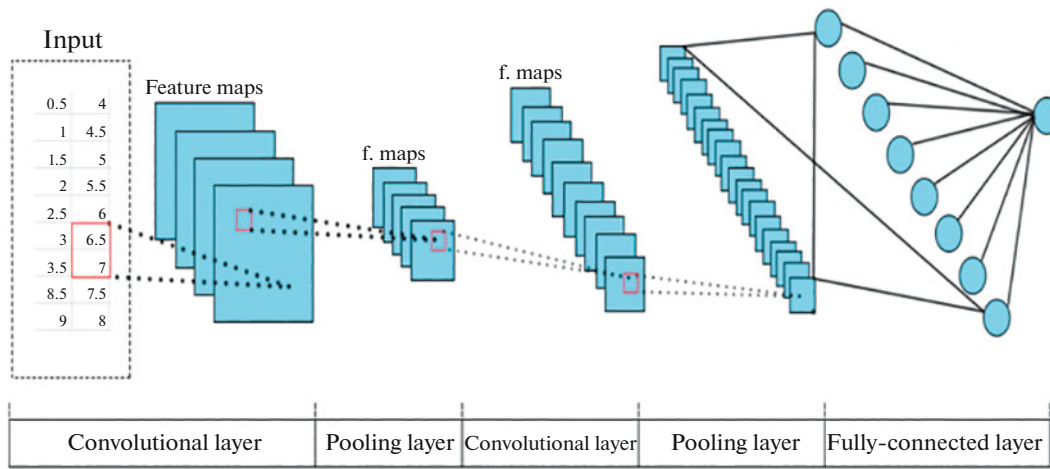 Input
Feature maps
f. maps
f. maps
0.5 4
1 4.5
1.5 5
2 5.5
2.5 6
3 6.5
3.5 7
8.5 7.5
9 8
Convolutional layer
Pooling layer
Convolutional layer
Pooling layer
Fully-connected layer